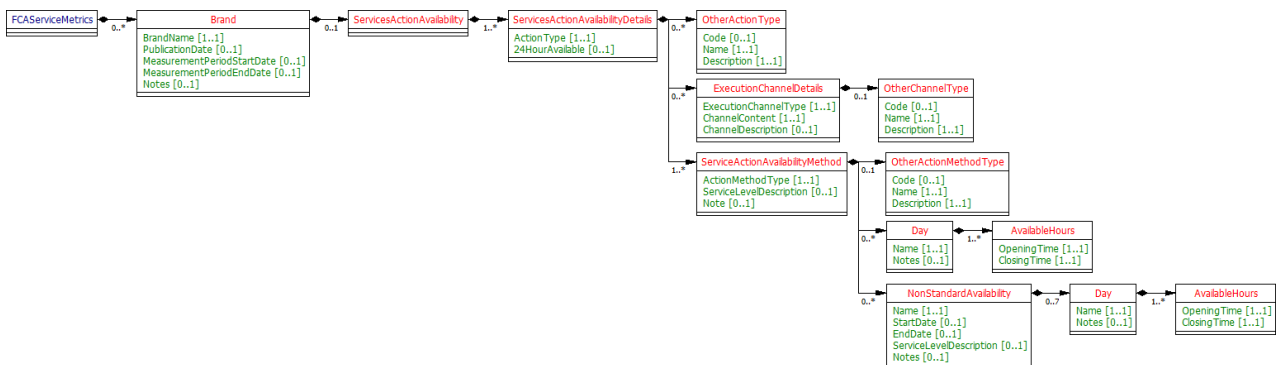 FCAServiceMetrics
0..*
Brand
BrandName [1..1]
PublicationDate [0..1]
MeasurementPeriodStartDate [0..1]
MeasurementPeriodEndDate [0..1]
Notes [0..1]
0..1
ServicesActionAvailability
1..*
ServicesActionAvailabilityDetails
ActionType [1..1]
24HourAvailable [0..1]
0..*
OtherActionType
Code [0..1]
Name [1..1]
Description [1..1]
0..*
ExecutionChannelDetails
ExecutionChannelType [1..1]
ChannelContent [1..1]
ChannelDescription [0..1]
0..1
OtherChannelType
Code [0..1]
Name [1..1]
Description [1..1]
1..*
ServiceActionAvailabilityMethod
ActionMethodType [1..1]
ServiceLevelDescription [0..1]
Note [0..1]
0..1
OtherActionMethodType
Code [0..1]
Name [1..1]
Description [1..1]
0..*
Day
Name [1..1]
Notes [0..1]
1..*
AvailableHours
OpeningTime [1..1]
ClosingTime [1..1]
0..*
NonStandardAvailability
Name [1..1]
StartDate [0..1]
EndDate [0..1]
ServiceLevelDescription [0..1]
Notes [0..1]
0..7
Day
Name [1..1]
Notes [0..1]
1..*
AvailableHours
OpeningTime [1..1]
ClosingTime [1..1]